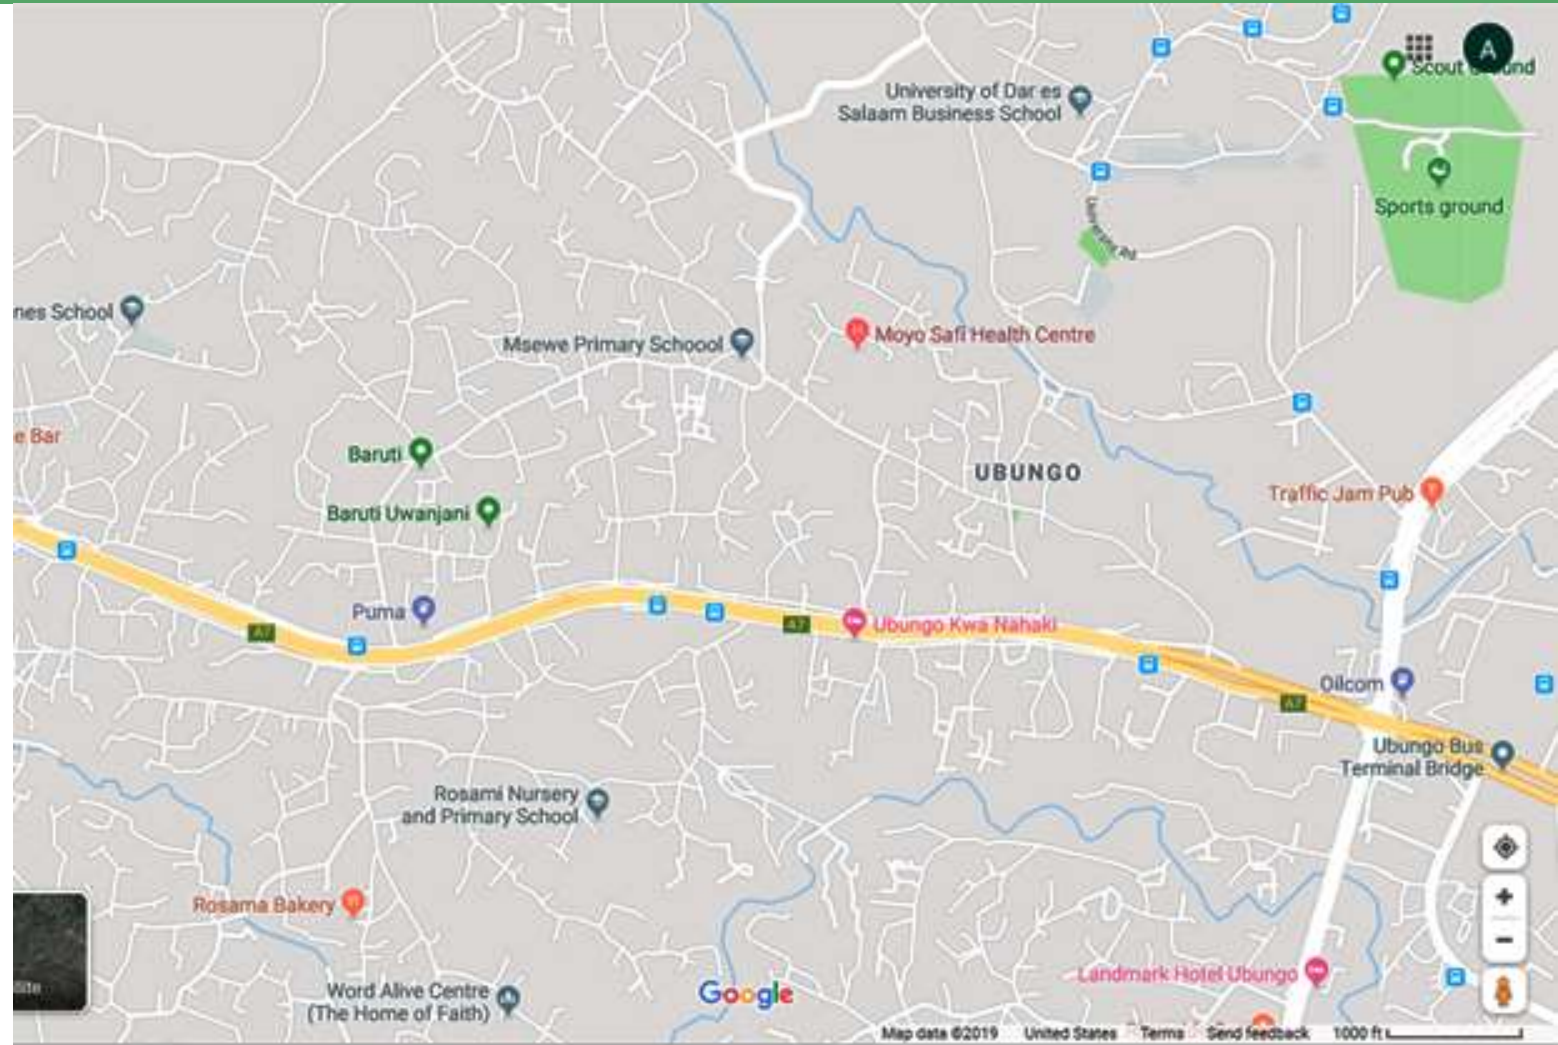 A
Scout
University of Dar es
Salaam Business School
University Rd
Sports ground
nes School
Msewe Primary Schoool
Moyo Safi Health Centre
e Bar
Baruti
UBUNGO
Traffic Jam Pub
Baruti Uwanjani
Puma
A7
A7
Ubungo Kwa Nahaki
Oilcom
A7
Ubungo Bus
Terminal Bridge
Rosami Nursery
and Primary School
Rosama Bakery
Landmark Hotel Ubungo
Word Alive Centre
(The Home of Faith)
Google
Map data ©2019 United States Terms Send feedback 1000 ft